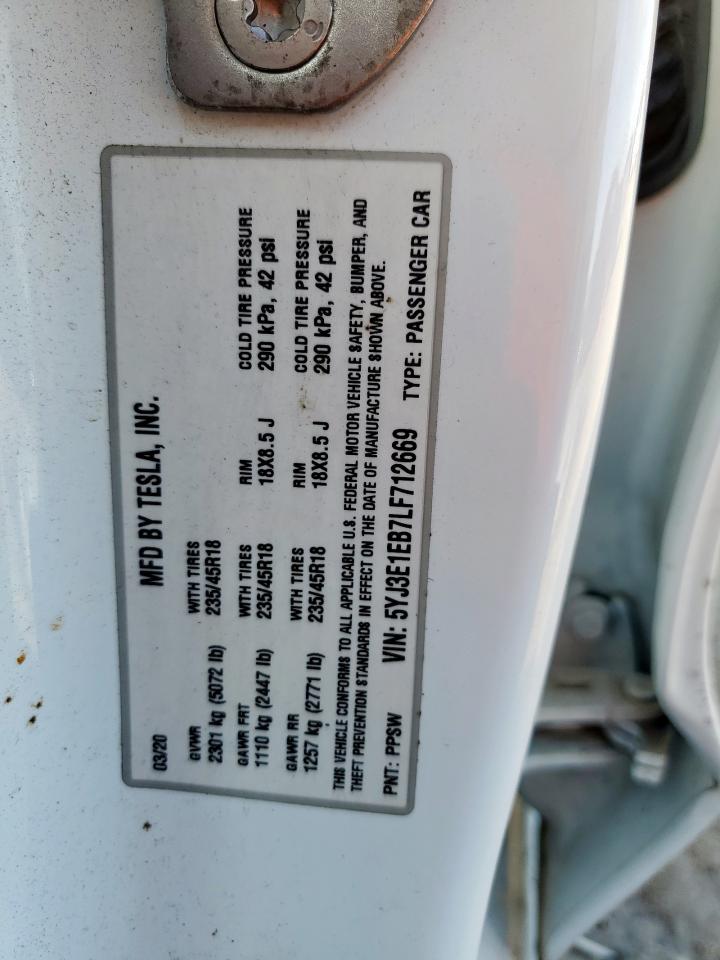 MFD BY TESLA, INC.
03/20
GVWR WITH TIRES
2301 kg (5072 lb) 235/45R18
GAWR FRT WITH TIRES RIM COLD TIRE PRESSURE
1110 kg (2447 lb) 235/45R18 18X8.5 J 290 kPa, 42 psi
GAWR RR WITH TIRES RIM COLD TIRE PRESSURE
1257 kg (2771 lb) 235/45R18 18X8.5 J 290 kPa, 42 psi
THIS VEHICLE CONFORMS TO ALL APPLICABLE U.S. FEDERAL MOTOR VEHICLE SAFETY, BUMPER, AND
THEFT PREVENTION STANDARDS IN EFFECT ON THE DATE OF MANUFACTURE SHOWN ABOVE.
PNT: PPSW VIN: 5YJ3E1EB7LF712669 TYPE: PASSENGER CAR